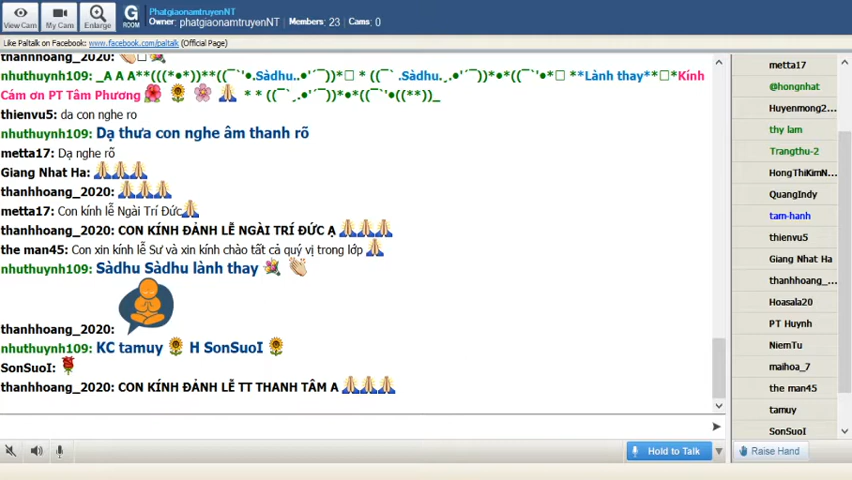 View Cam
My Cam
Enlarge
G
ROOM
PhatgiaonamtruyenNT
Owner: phatgiaonamtruyenNT Members: 23 Cams: 0
Like Paltalk on Facebook: www.facebook.com/paltalk (Official Page)
thanhhoang_2020:
nhuthuynh109: _A A A**(((*•*))**((¯`'•.Sàdhu..•'´¯))*•□ * ((¯`' .Sàdhu.¸.•'´¯))*•*((¯`'•□* **Lành thay**□•*Kính
Cám ơn PT Tâm Phương 🌺 🌻 🌸 🙏 * * ((¯`¸.•'´¯))*•*((¯`'•((**))_
thienvu5: da con nghe ro
nhuthuynh109: Dạ thưa con nghe âm thanh rõ
metta17: Dạ nghe rõ
Giang Nhat Ha: 🙏🙏🙏
thanhhoang_2020: 🙏🙏🙏
metta17: Con kính lễ Ngài Trí Đức🙏
thanhhoang_2020: CON KÍNH ĐẢNH LỄ NGÀI TRÍ ĐỨC Ạ 🙏🙏🙏
the man45: Con xin kính lễ Sư và xin kính chào tất cả quý vị trong lớp 🙏
nhuthuynh109: Sàdhu Sàdhu lành thay 💐 👏
thanhhoang_2020:
nhuthuynh109: KC tamuy 🌻 H SonSuoI 🌻
SonSuoI: 🌹
thanhhoang_2020: CON KÍNH ĐẢNH LỄ TT THANH TÂM A 🙏🙏🙏
Hold to Talk
metta17
@hongnhat
Huyenmong2...
thy lam
Trangthu-2
HongThiKimN...
QuangIndy
tam-hanh
thienvu5
Giang Nhat Ha
thanhhoang_...
Hoasala20
PT Huynh
NiemTu
maihoa_7
the man45
tamuy
SonSuoI
Raise Hand